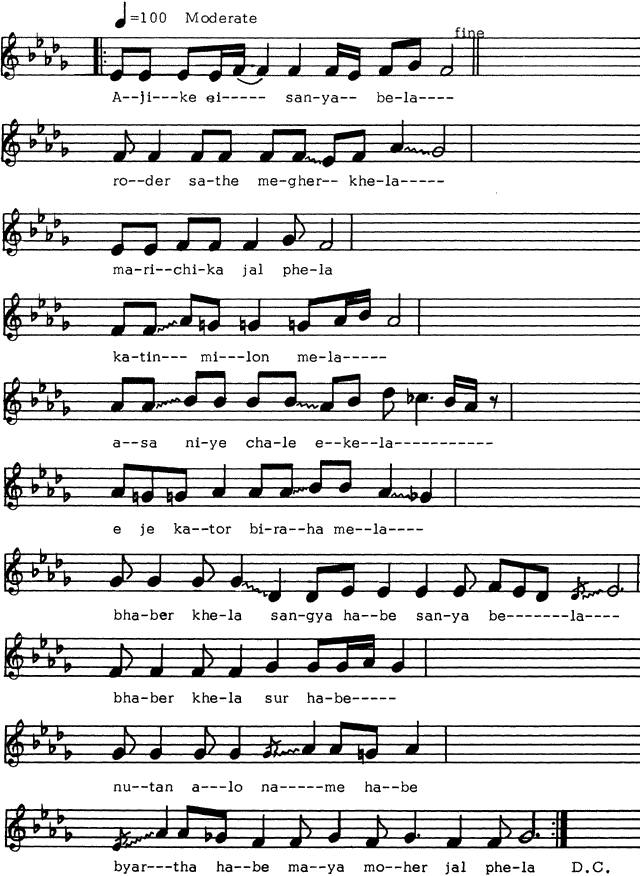 =100 Moderate
fine
A--ji--ke ei----- san-ya-- be-la----
ro--der sa-the me-gher-- khe-la-----
ma-ri--chi-ka jal phe-la
ka-tin--- mi---lon me-la-----
a--sa ni-ye cha-le e--ke-la-----------
e je ka--tor bi-ra--ha me-la----
bha-ber khe-la san-gya ha--be san-ya be-------la----
bha-ber khe-la sur ha-be-----
nu--tan a---lo na-----me ha--be
byar--tha ha-be ma--ya mo--her jal phe-la D.C.